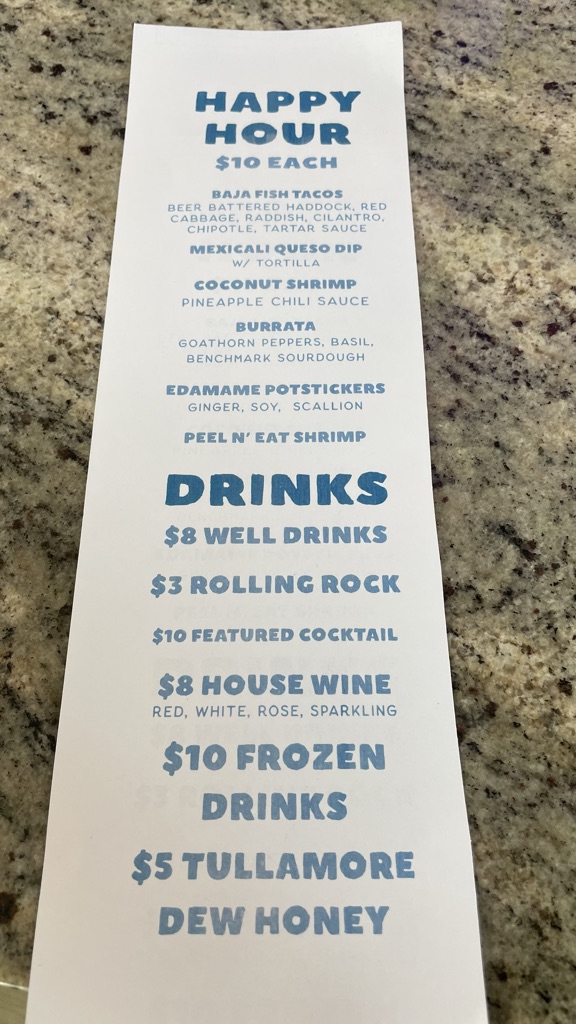 HAPPY
HOUR
$10 EACH
BAJA FISH TACOS
BEER BATTERED HADDOCK, RED
CABBAGE, RADDISH, CILANTRO,
CHIPOTLE, TARTAR SAUCE
MEXICALI QUESO DIP
W/ TORTILLA
COCONUT SHRIMP
PINEAPPLE CHILI SAUCE
BURRATA
GOATHORN PEPPERS, BASIL,
BENCHMARK SOURDOUGH
EDAMAME POTSTICKERS
GINGER, SOY, SCALLION
PEEL N' EAT SHRIMP
DRINKS
$8 WELL DRINKS
$3 ROLLING ROCK
$10 FEATURED COCKTAIL
$8 HOUSE WINE
RED, WHITE, ROSE, SPARKLING
$10 FROZEN
DRINKS
$5 TULLAMORE
DEW HONEY